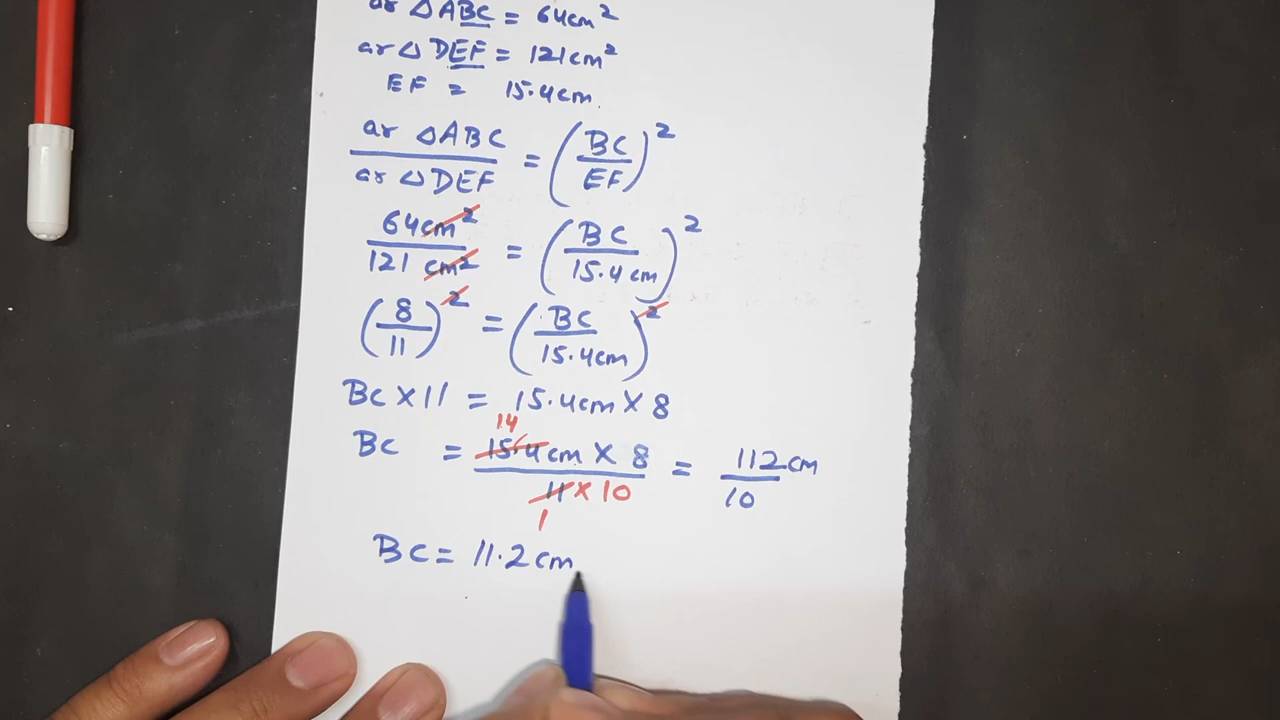 ar △ABC = 64cm²
ar △DEF = 121cm²
EF = 15.4cm.
ar △ABC / ar △DEF = (BC / EF)²
64cm² / 121 cm² = (BC / 15.4 cm)²
(8 / 11)² = (BC / 15.4cm)²
BC X 11 = 15.4cm X 8
14
BC = 15.4cm X 8 / 11 X 10 = 112cm / 10
1
BC = 11.2cm